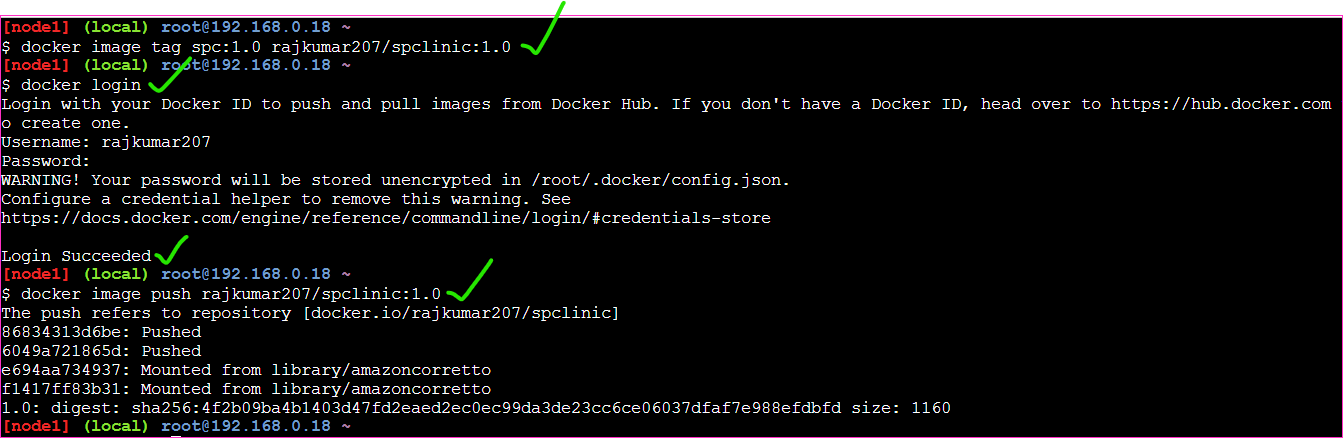 [node1] (local) root@192.168.0.18 ~
$ docker image tag spc:1.0 rajkumar207/spclinic:1.0
[node1] (local) root@192.168.0.18 ~
$ docker login
Login with your Docker ID to push and pull images from Docker Hub. If you don't have a Docker ID, head over to https://hub.docker.com
o create one.
Username: rajkumar207
Password:
WARNING! Your password will be stored unencrypted in /root/.docker/config.json.
Configure a credential helper to remove this warning. See
https://docs.docker.com/engine/reference/commandline/login/#credentials-store
Login Succeeded
[node1] (local) root@192.168.0.18 ~
$ docker image push rajkumar207/spclinic:1.0
The push refers to repository [docker.io/rajkumar207/spclinic]
86834313d6be: Pushed
6049a721865d: Pushed
e694aa734937: Mounted from library/amazoncorretto
f1417ff83b31: Mounted from library/amazoncorretto
1.0: digest: sha256:4f2b09ba4b1403d47fd2eaed2ec0ec99da3de23cc6ce06037dfaf7e988efdbfd size: 1160
[node1] (local) root@192.168.0.18 ~